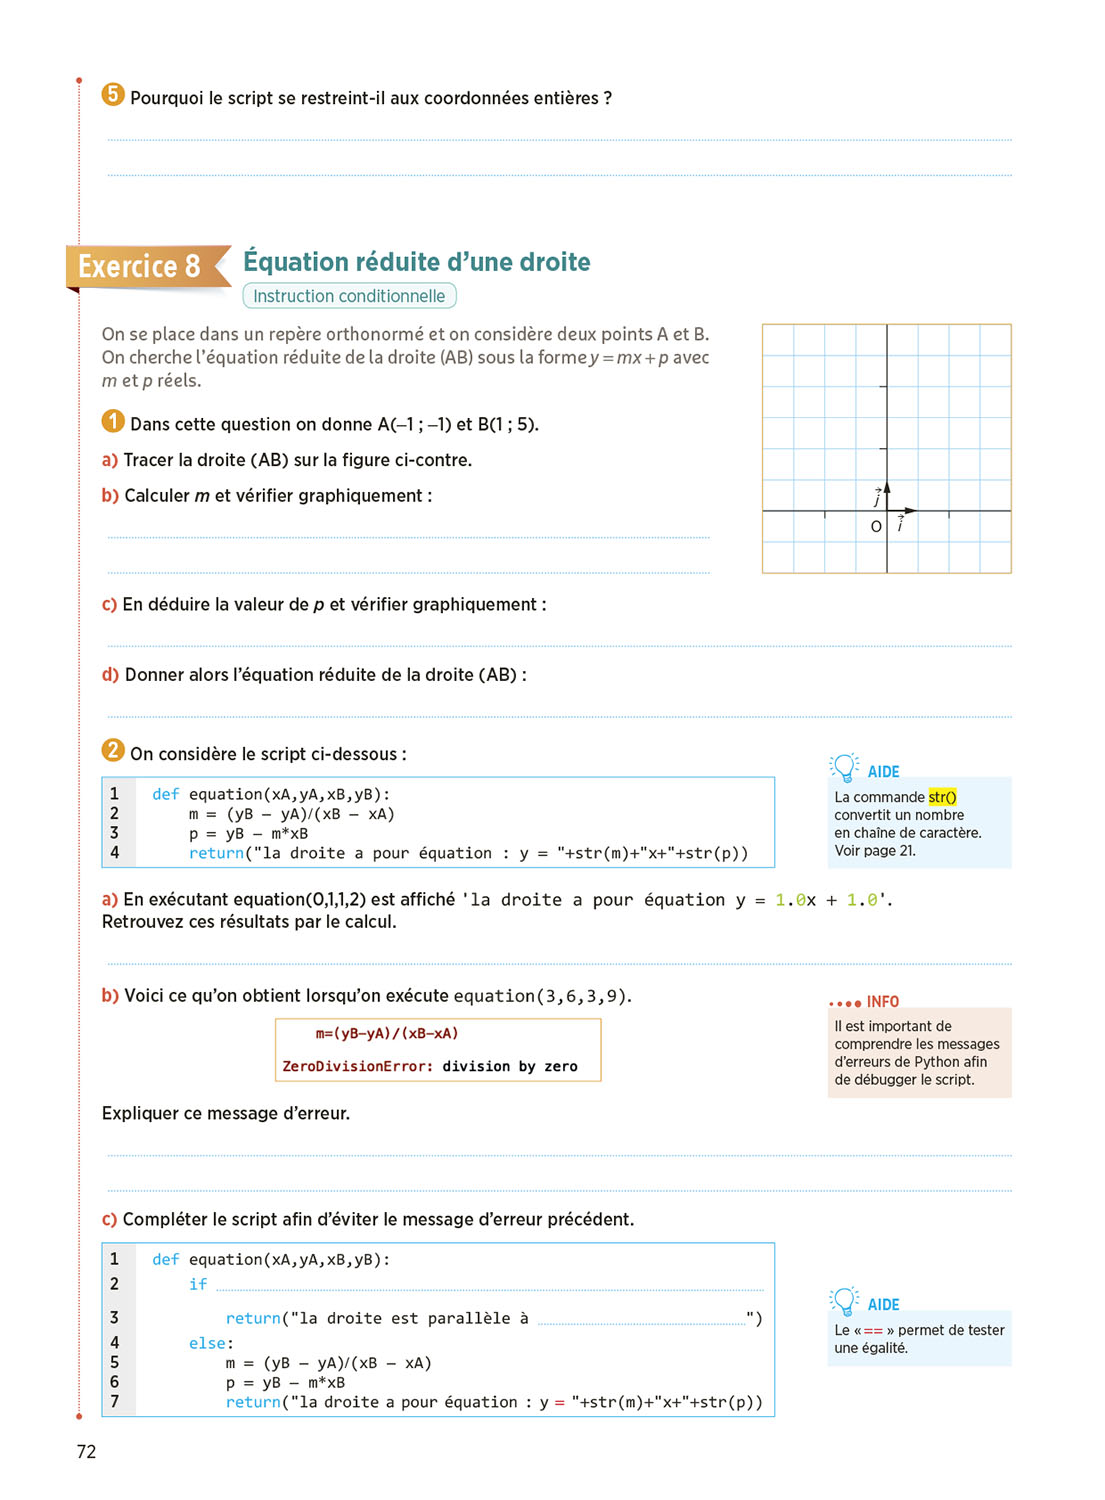 5 Pourquoi le script se restreint-il aux coordonnées entières ?
Exercice 8
Équation réduite d'une droite
Instruction conditionnelle
On se place dans un repère orthonormé et on considère deux points A et B.
On cherche l'équation réduite de la droite (AB) sous la forme y = mx + p avec
m et p réels.
1 Dans cette question on donne A(–1 ; –1) et B(1 ; 5).
a) Tracer la droite (AB) sur la figure ci-contre.
b) Calculer m et vérifier graphiquement :
j
O i
c) En déduire la valeur de p et vérifier graphiquement :
d) Donner alors l'équation réduite de la droite (AB) :
2 On considère le script ci-dessous :
1 def equation(xA,yA,xB,yB):
2 m = (yB – yA)/(xB – xA)
3 p = yB – m*xB
4 return("la droite a pour équation : y = "+str(m)+"x+"+str(p))
AIDE
La commande str()
convertit un nombre
en chaîne de caractère.
Voir page 21.
a) En exécutant equation(0,1,1,2) est affiché 'la droite a pour équation y = 1.0x + 1.0'.
Retrouvez ces résultats par le calcul.
b) Voici ce qu'on obtient lorsqu'on exécute equation(3,6,3,9).
m=(yB–yA)/(xB–xA)
ZeroDivisionError: division by zero
INFO
Il est important de
comprendre les messages
d'erreurs de Python afin
de débugger le script.
Expliquer ce message d'erreur.
c) Compléter le script afin d'éviter le message d'erreur précédent.
1 def equation(xA,yA,xB,yB):
2 if
3 return("la droite est parallèle à ")
4 else:
5 m = (yB – yA)/(xB – xA)
6 p = yB – m*xB
7 return("la droite a pour équation : y = "+str(m)+"x+"+str(p))
AIDE
Le « == » permet de tester
une égalité.
72